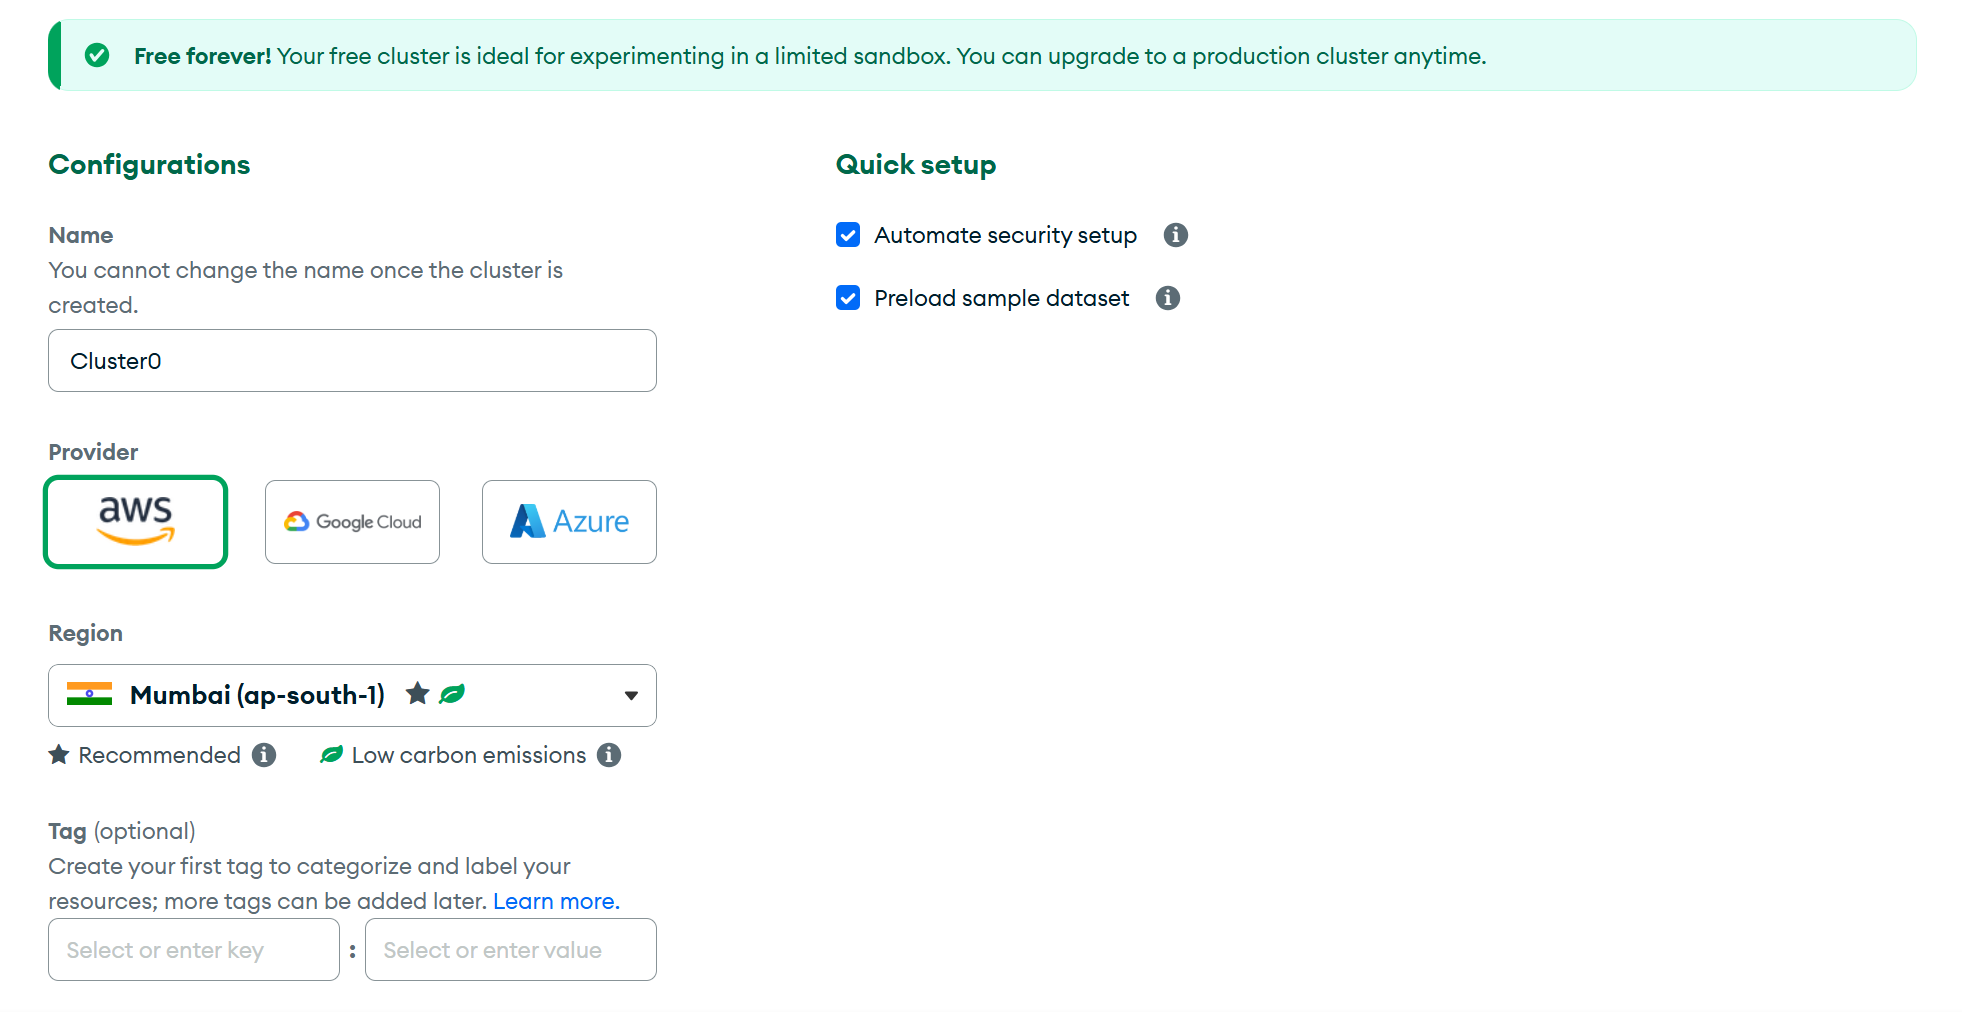 Free forever! Your free cluster is ideal for experimenting in a limited sandbox. You can upgrade to a production cluster anytime.
Configurations
Name
You cannot change the name once the cluster is
created.
Cluster0
Provider
aws
Google Cloud
Azure
Region
Mumbai (ap-south-1)
Recommended
Low carbon emissions
Tag (optional)
Create your first tag to categorize and label your
resources; more tags can be added later. Learn more.
Select or enter key : Select or enter value
Quick setup
Automate security setup
Preload sample dataset